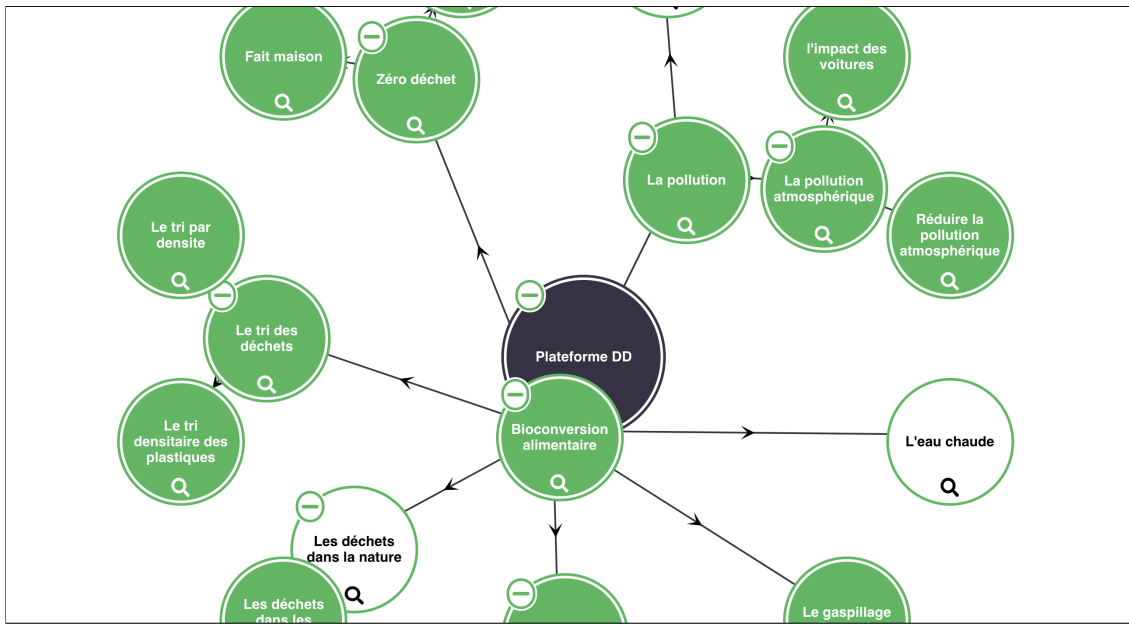 Fait maison
Zéro déchet
l'impact des
voitures
La pollution
La pollution
atmosphérique
Réduire la
pollution
atmosphérique
Le tri par
densite
Le tri des
déchets
Plateforme DD
Le tri
densitaire des
plastiques
Bioconversion
alimentaire
L'eau chaude
Les déchets
dans la nature
Les déchets
dans les
Le gaspillage